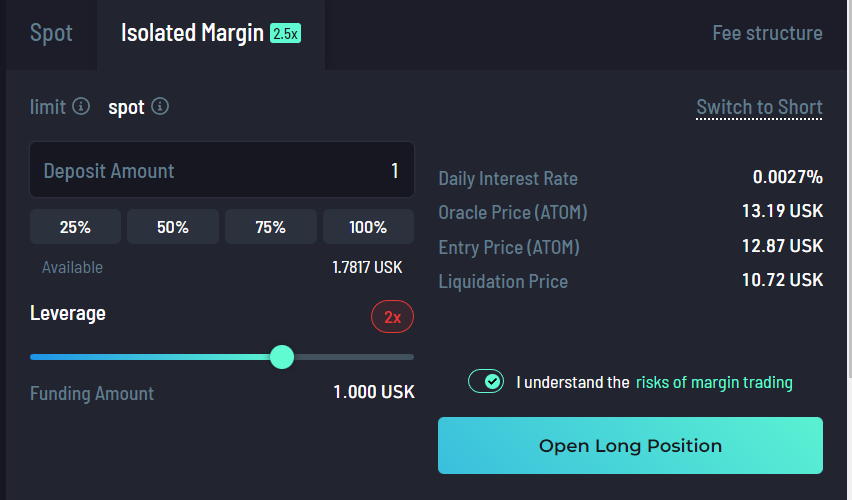 Spot Isolated Margin 2.5x Fee structure
limit spot Switch to Short
Deposit Amount 1
25% 50% 75% 100%
Available 1.7817 USK
Leverage 2x
Funding Amount 1.000 USK
Daily Interest Rate 0.0027%
Oracle Price (ATOM) 13.19 USK
Entry Price (ATOM) 12.87 USK
Liquidation Price 10.72 USK
I understand the risks of margin trading
Open Long Position